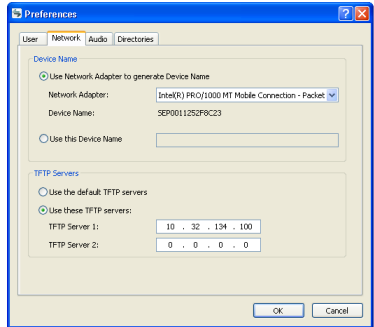 Preferences
User Network Audio Directories
Device Name
Use Network Adapter to generate Device Name
Network Adapter: Intel(R) PRO/1000 MT Mobile Connection - Packet
Device Name: SEP0011252F8C23
Use this Device Name
TFTP Servers
Use the default TFTP servers
Use these TFTP servers:
TFTP Server 1: 10 . 32 . 134 . 100
TFTP Server 2: 0 . 0 . 0 . 0
OK Cancel